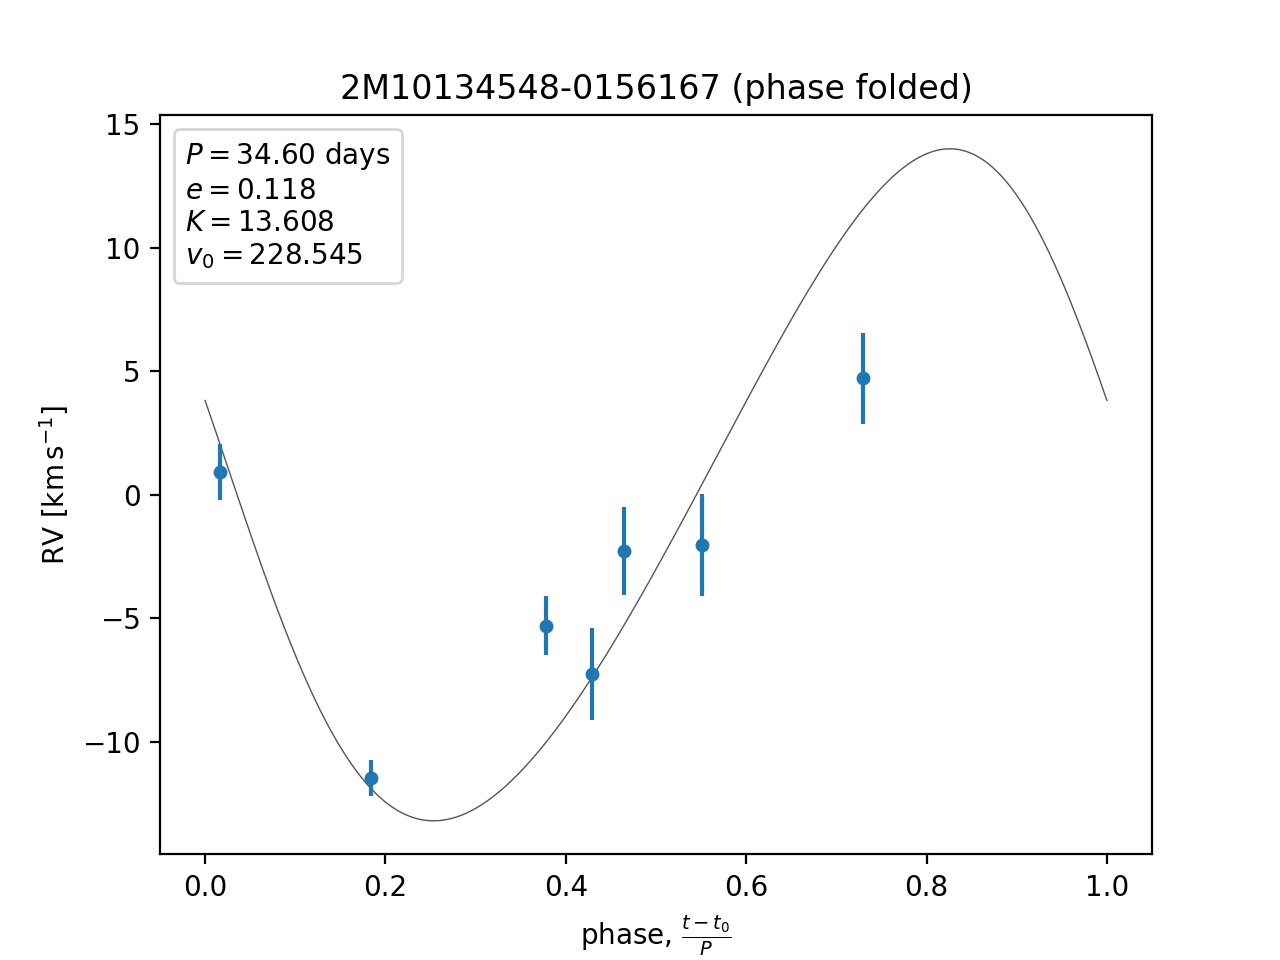 2M10134548-0156167 (phase folded)
P = 34.60 days
e = 0.118
K = 13.608
v₀ = 228.545
15
10
5
0
−5
−10
RV [km s⁻¹]
0.0 0.2 0.4 0.6 0.8 1.0
phase, (t − t₀)/P